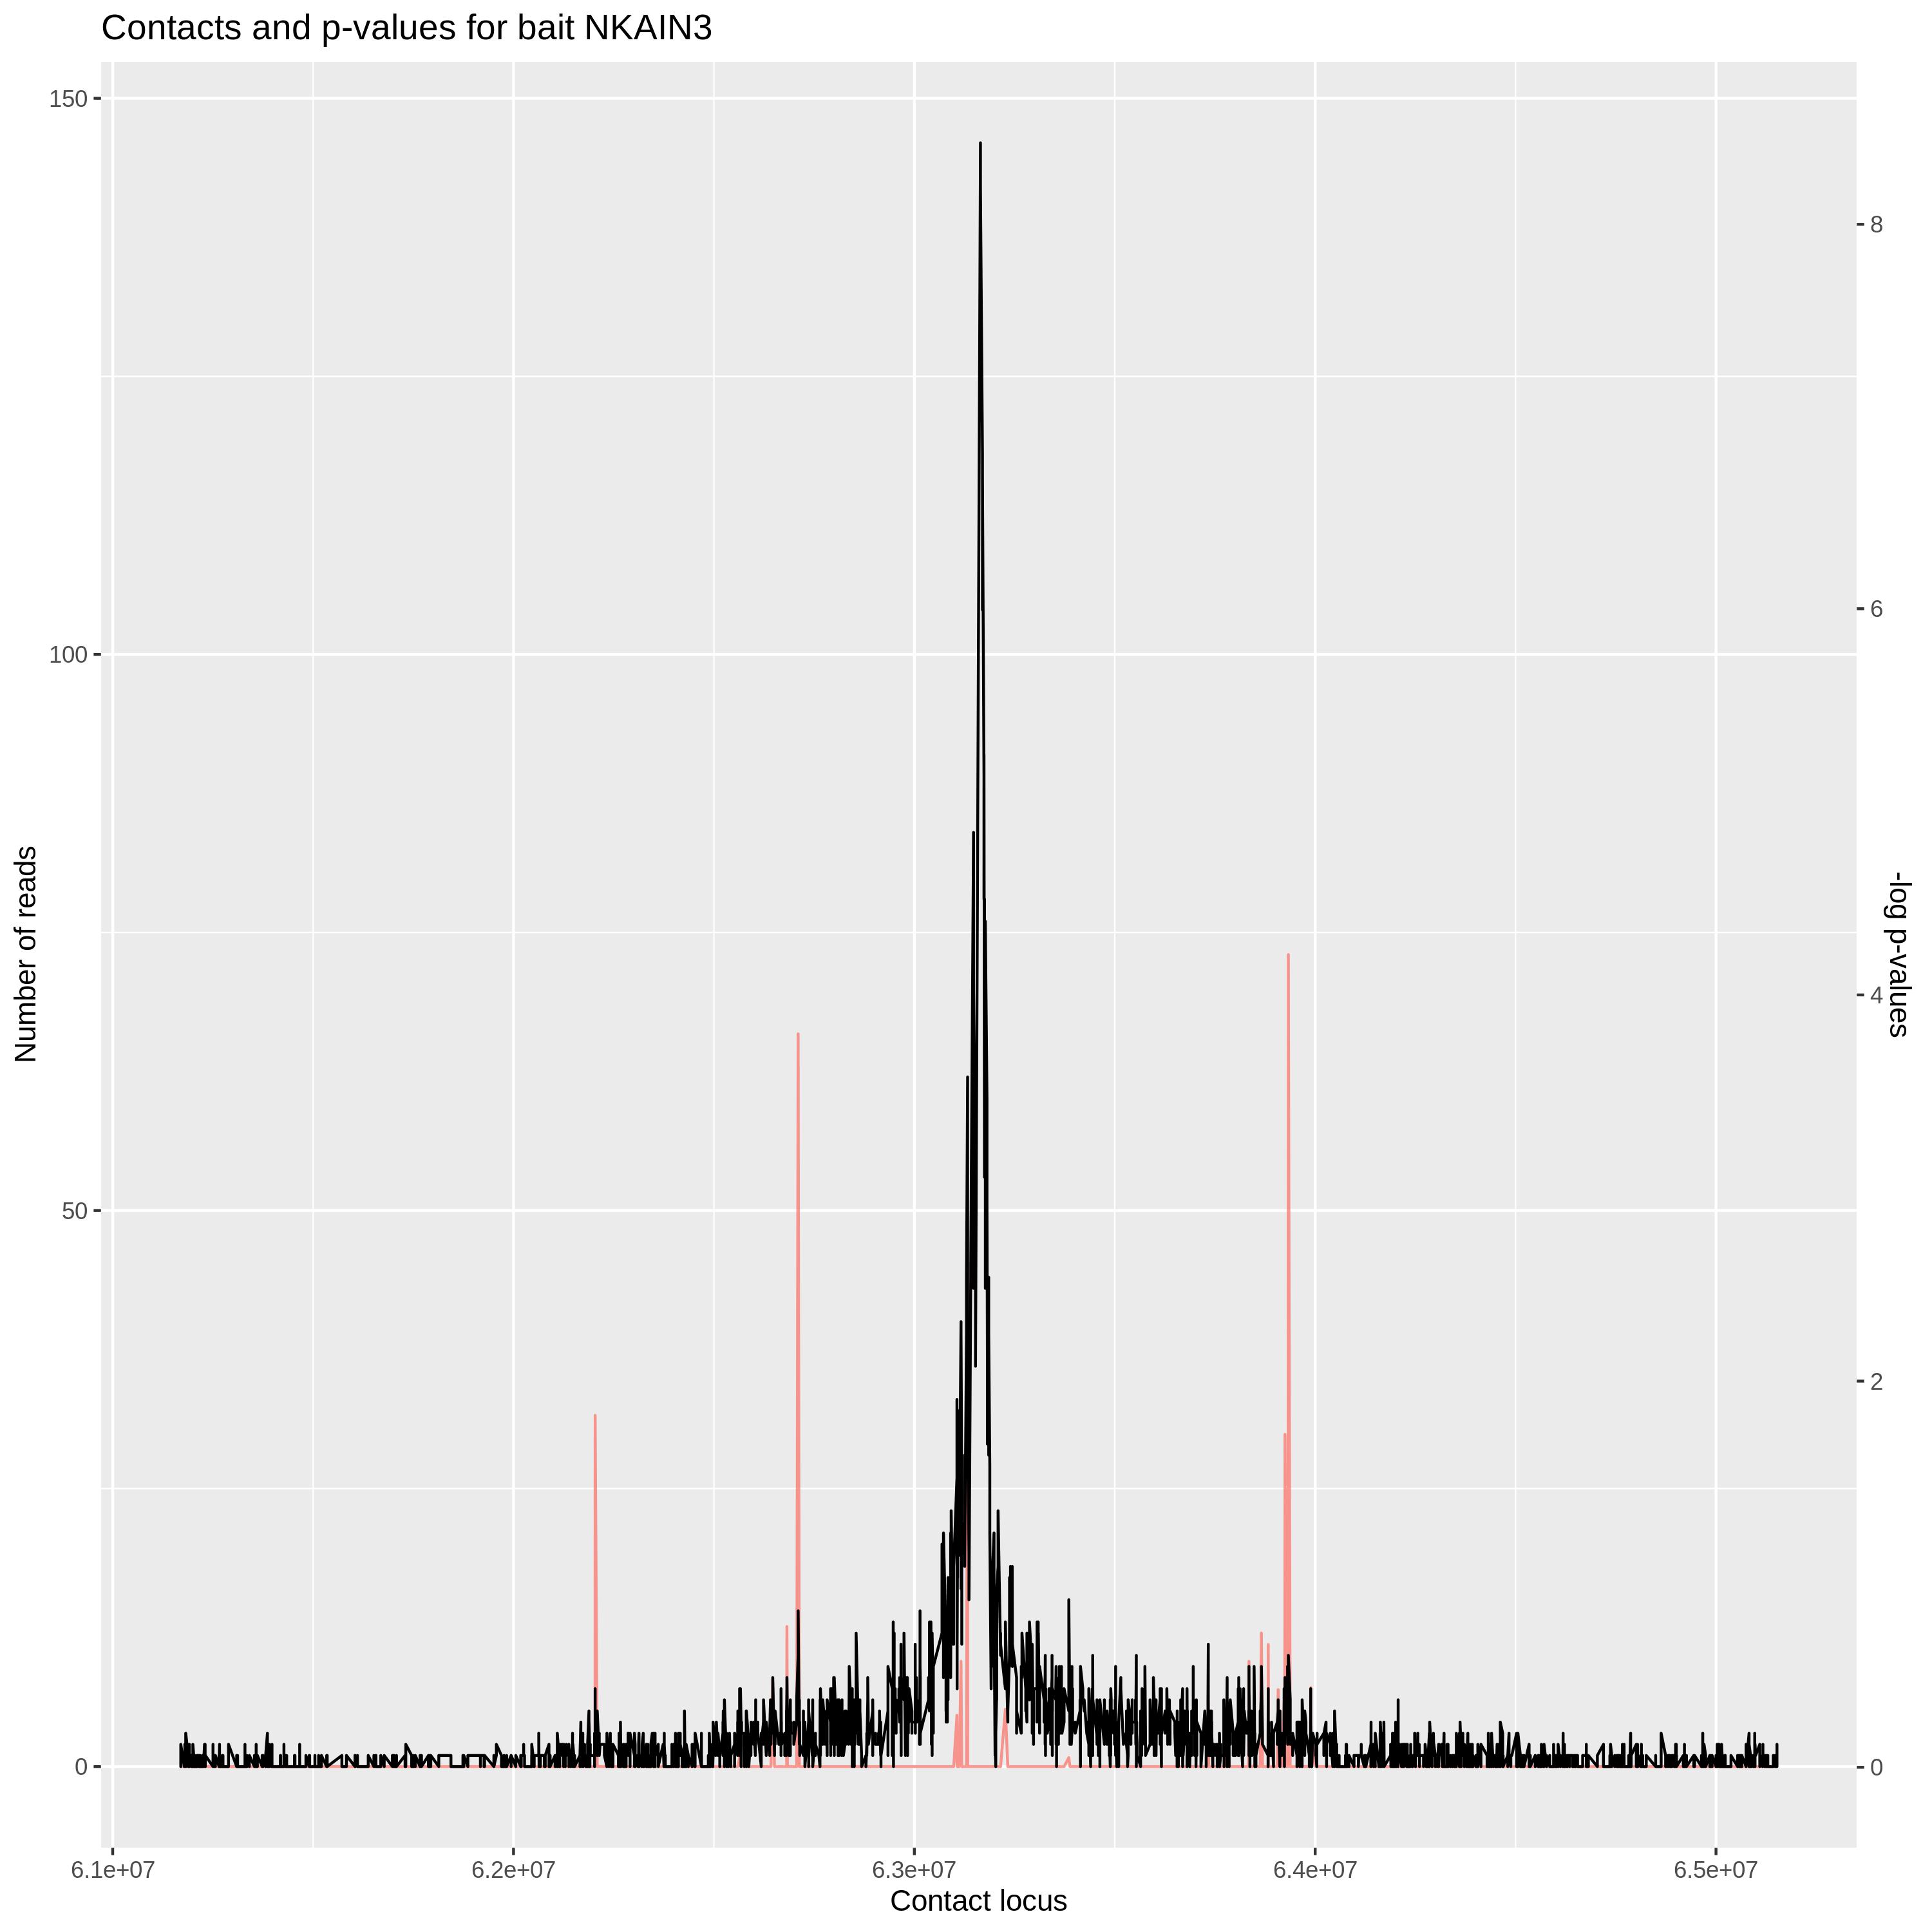 Contacts and p-values for bait NKAIN3
150
100
50
0
8
6
4
2
0
Number of reads
-log p-values
6.1e+07
6.2e+07
6.3e+07
6.4e+07
6.5e+07
Contact locus